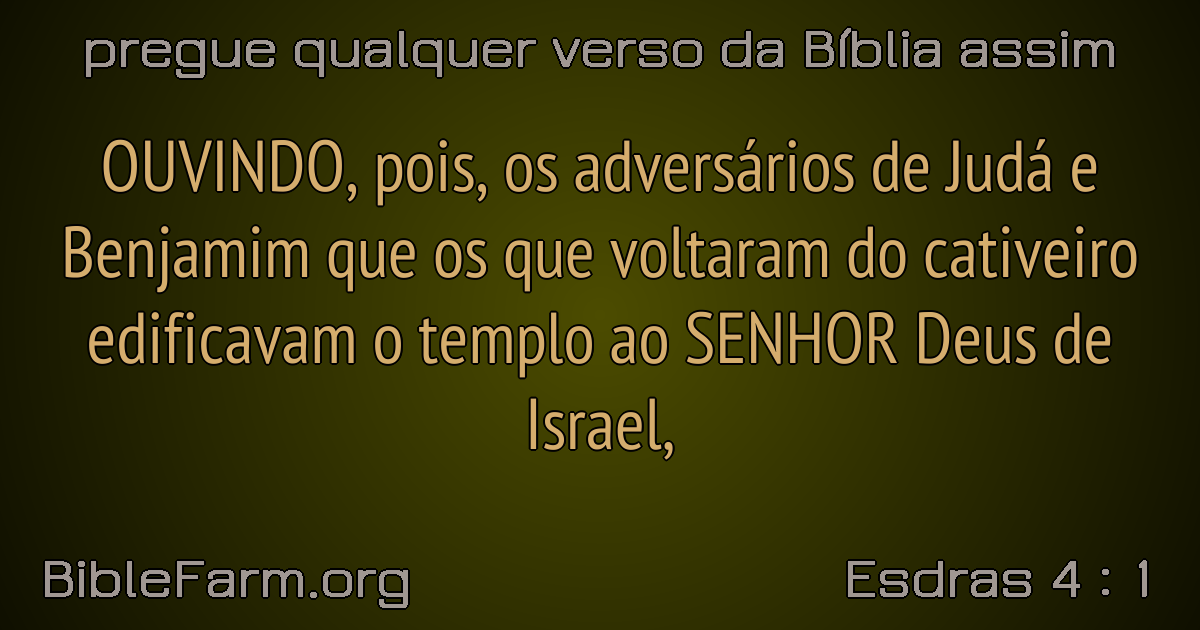 pregue qualquer verso da Bíblia assim
OUVINDO, pois, os adversários de Judá e
Benjamim que os que voltaram do cativeiro
edificavam o templo ao SENHOR Deus de
Israel,
BibleFarm.org
Esdras 4 : 1